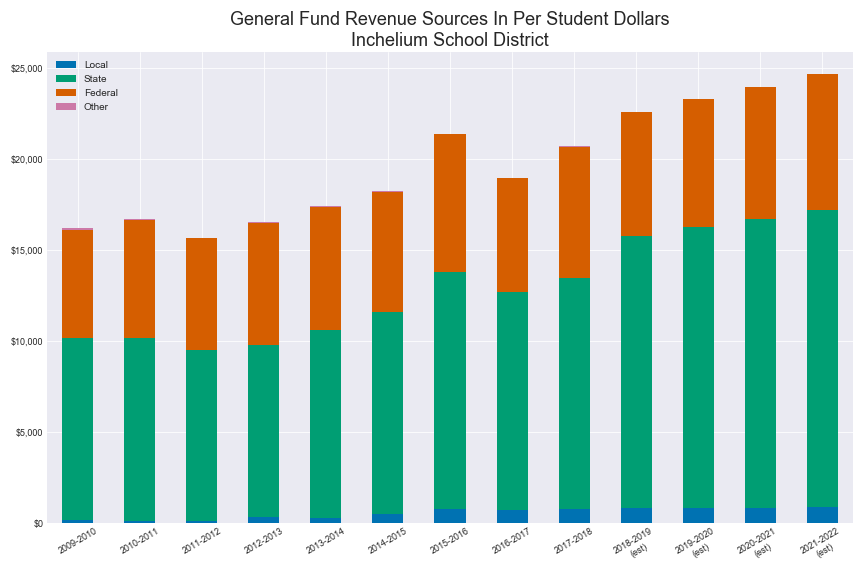 General Fund Revenue Sources In Per Student Dollars
Inchelium School District
Local
State
Federal
Other
$25,000
$20,000
$15,000
$10,000
$5,000
$0
2009-2010
2010-2011
2011-2012
2012-2013
2013-2014
2014-2015
2015-2016
2016-2017
2017-2018
2018-2019
(est)
2019-2020
(est)
2020-2021
(est)
2021-2022
(est)